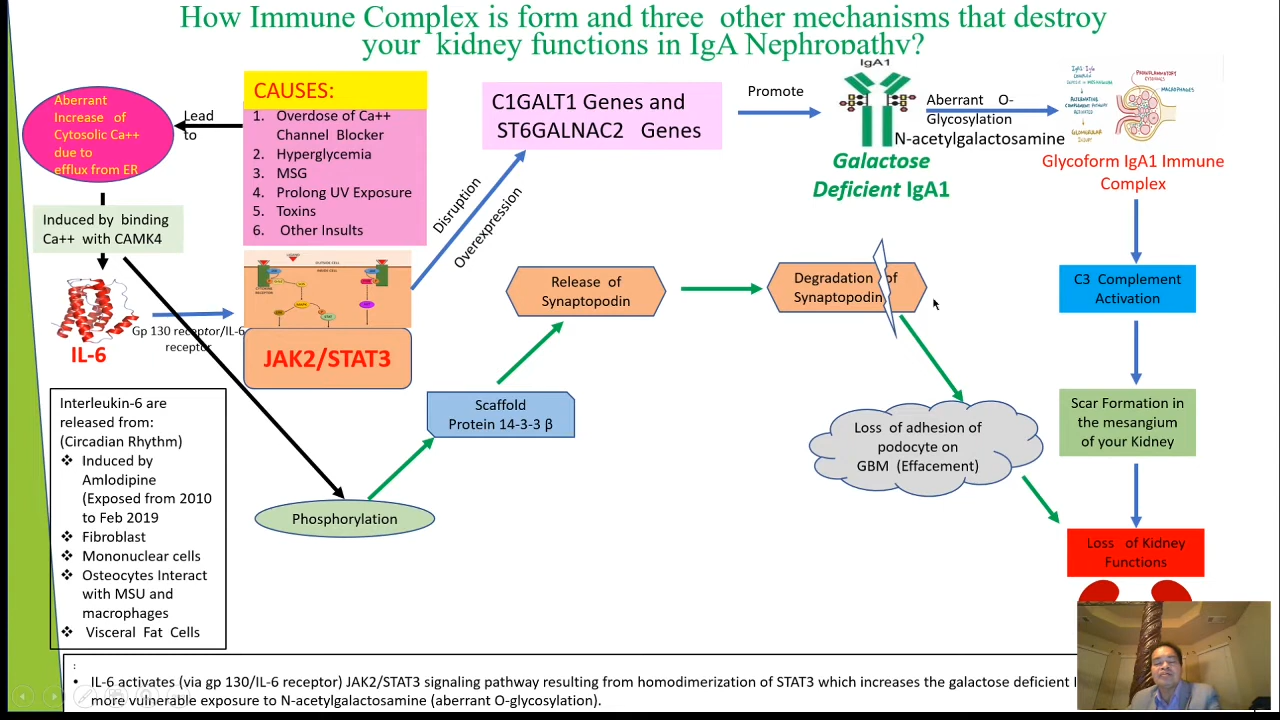 How Immune Complex is form and three other mechanisms that destroy
your kidney functions in IgA Nephropathy?
Aberrant
Increase of
Cytosolic Ca++
due to
efflux from ER
Lead
to
CAUSES:
1. Overdose of Ca++
Channel Blocker
2. Hyperglycemia
3. MSG
4. Prolong UV Exposure
5. Toxins
6. Other Insults
C1GALT1 Genes and
ST6GALNAC2 Genes
Promote
IgA1
Galactose
Deficient IgA1
Aberrant O-
Glycosylation
N-acetylgalactosamine
PROINFLAMMATORY
CYTOKINES
MACROPHAGES
Glycoform IgA1 Immune
Complex
Induced by binding
Ca++ with CAMK4
Disruption
Overexpression
IL-6
Gp 130 receptor/IL-6
receptor
JAK2/STAT3
Release of
Synaptopodin
Degradation of
Synaptopodin
C3 Complement
Activation
Scaffold
Protein 14-3-3 β
Loss of adhesion of
podocyte on
GBM (Effacement)
Scar Formation in
the mesangium
of your Kidney
Phosphorylation
Loss of Kidney
Functions
Interleukin-6 are
released from:
(Circadian Rhythm)
❖ Induced by
Amlodipine
(Exposed from 2010
to Feb 2019
❖ Fibroblast
❖ Mononuclear cells
❖ Osteocytes Interact
with MSU and
macrophages
❖ Visceral Fat Cells
:
• IL-6 activates (via gp 130/IL-6 receptor) JAK2/STAT3 signaling pathway resulting from homodimerization of STAT3 which increases the galactose deficient
more vulnerable exposure to N-acetylgalactosamine (aberrant O-glycosylation).